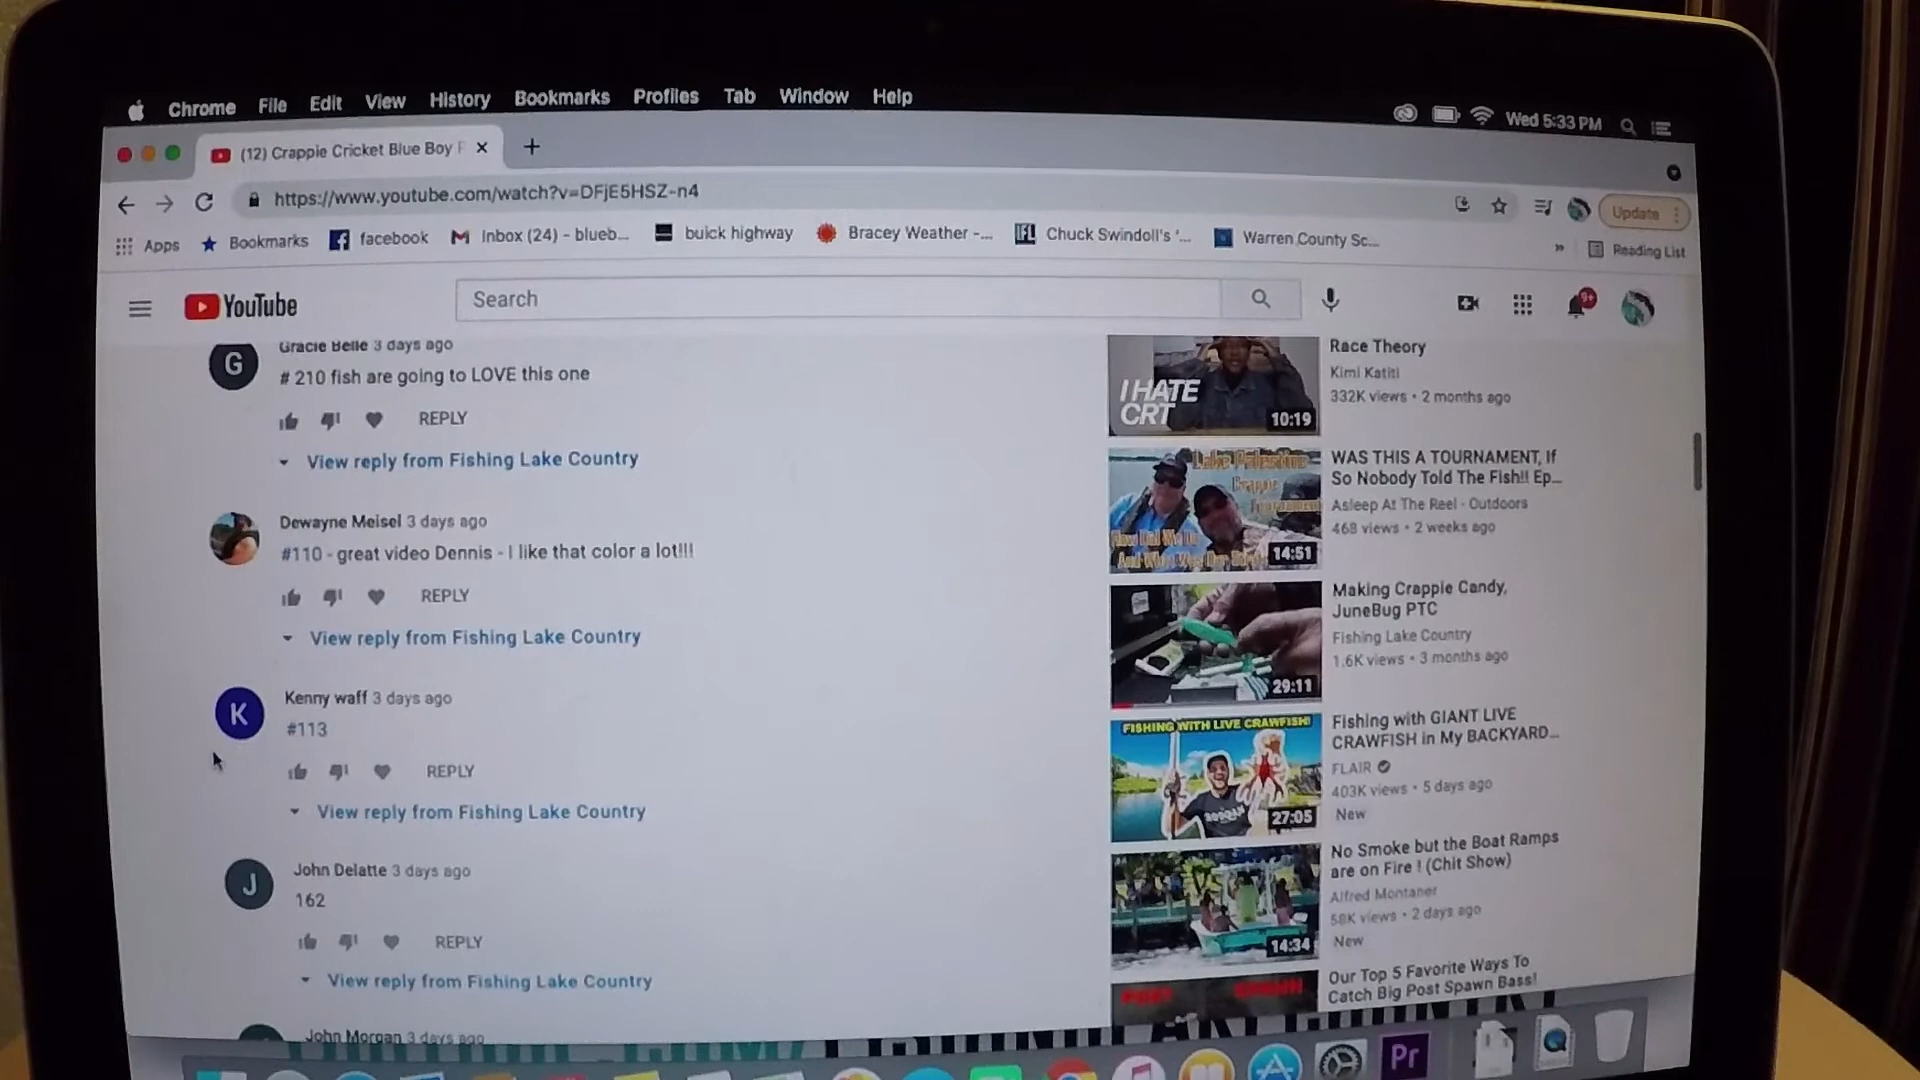 Chrome File Edit View History Bookmarks Profiles Tab Window Help
Wed 5:33 PM
(12) Crappie Cricket Blue Boy F
https://www.youtube.com/watch?v=DFjE5HSZ-n4
Update
Apps Bookmarks facebook Inbox (24) - blueb... buick highway Bracey Weather -... Chuck Swindoll's '... Warren County Sc... » Reading List
YouTube
Search
9+
Gracie Belle 3 days ago
# 210 fish are going to LOVE this one
REPLY
View reply from Fishing Lake Country
Dewayne Meisel 3 days ago
#110 - great video Dennis - I like that color a lot!!!
REPLY
View reply from Fishing Lake Country
K
Kenny waff 3 days ago
#113
REPLY
View reply from Fishing Lake Country
J
John Delatte 3 days ago
162
REPLY
View reply from Fishing Lake Country
John Morgan 3 days ago
G
I HATE
CRT
10:19
Race Theory
Kimi Katiti
332K views • 2 months ago
Lake Palestine
Crappie
Tournament
14:51
WAS THIS A TOURNAMENT, If
So Nobody Told The Fish!! Ep...
Asleep At The Reel - Outdoors
468 views • 2 weeks ago
29:11
Making Crappie Candy,
JuneBug PTC
Fishing Lake Country
1.6K views • 3 months ago
FISHING WITH LIVE CRAWFISH!
27:05
Fishing with GIANT LIVE
CRAWFISH in My BACKYARD...
FLAIR
403K views • 5 days ago
New
14:34
No Smoke but the Boat Ramps
are on Fire ! (Chit Show)
Alfred Montaner
58K views • 2 days ago
New
Our Top 5 Favorite Ways To
Catch Big Post Spawn Bass!
Pr